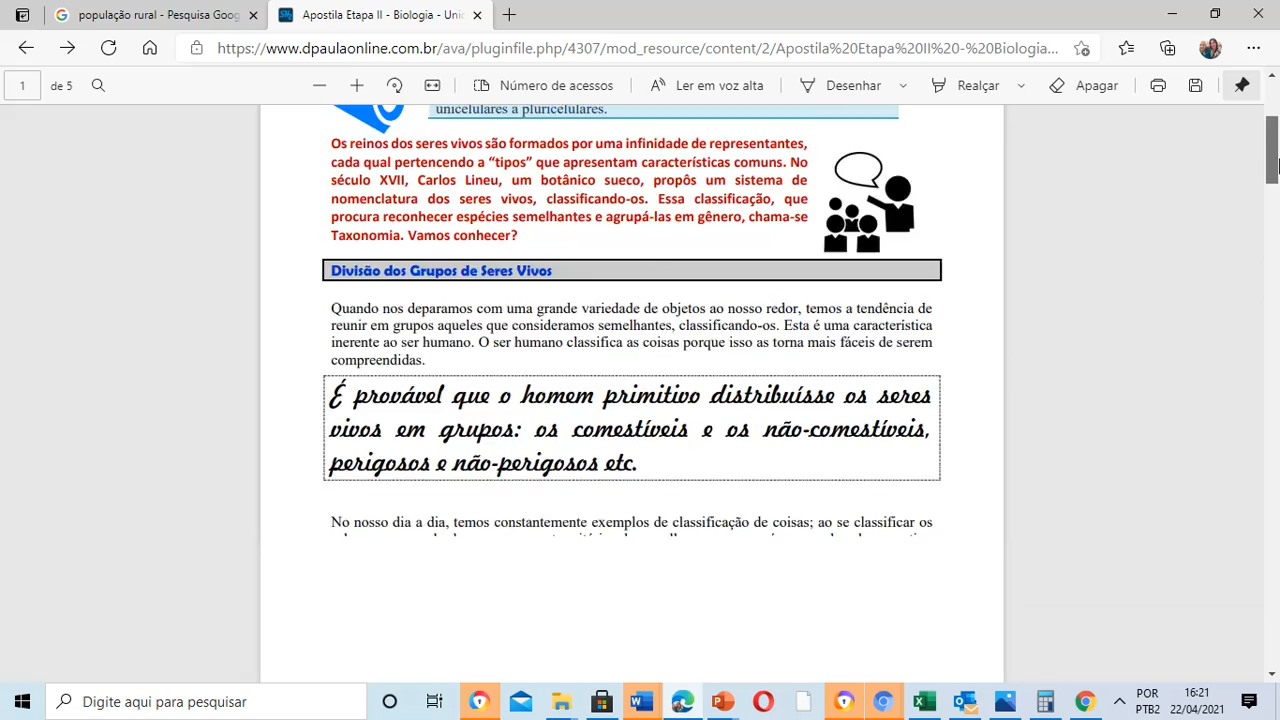 população rural - Pesquisa Goog
Apostila Etapa II - Biologia - Unic
https://www.dpaulaonline.com.br/ava/pluginfile.php/4307/mod_resource/content/2/Apostila%20Etapa%20II%20-%20Biologia...
1 de 5 Número de acessos Ler em voz alta Desenhar Realçar Apagar
unicelulares a pluricelulares.
Os reinos dos seres vivos são formados por uma infinidade de representantes,
cada qual pertencendo a “tipos” que apresentam características comuns. No
século XVII, Carlos Lineu, um botânico sueco, propôs um sistema de
nomenclatura dos seres vivos, classificando-os. Essa classificação, que
procura reconhecer espécies semelhantes e agrupá-las em gênero, chama-se
Taxonomia. Vamos conhecer?
Divisão dos Grupos de Seres Vivos
Quando nos deparamos com uma grande variedade de objetos ao nosso redor, temos a tendência de
reunir em grupos aqueles que consideramos semelhantes, classificando-os. Esta é uma característica
inerente ao ser humano. O ser humano classifica as coisas porque isso as torna mais fáceis de serem
compreendidas.
É provável que o homem primitivo distribuísse os seres
vivos em grupos: os comestíveis e os não-comestíveis,
perigosos e não-perigosos etc.
No nosso dia a dia, temos constantemente exemplos de classificação de coisas; ao se classificar os
Digite aqui para pesquisar
POR 16:21
PTB2 22/04/2021